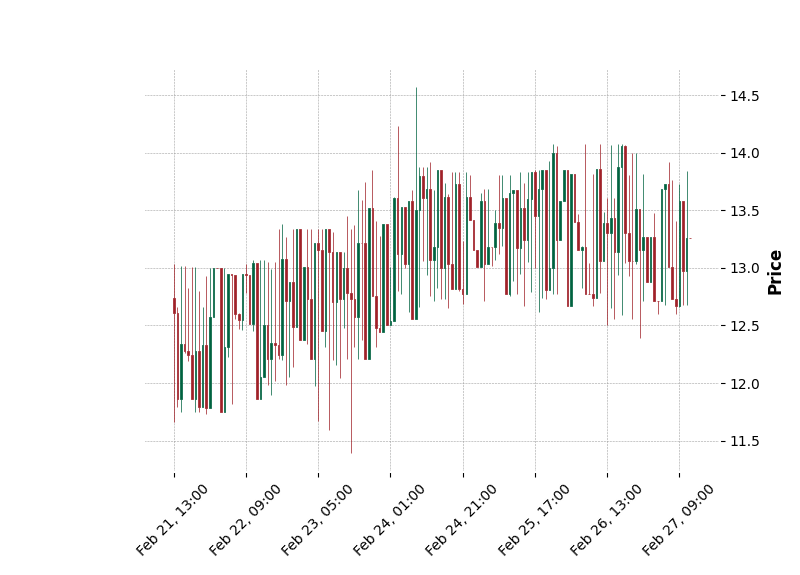 14.5
14.0
13.5
13.0
12.5
12.0
11.5
Price
Feb 21, 13:00
Feb 22, 09:00
Feb 23, 05:00
Feb 24, 01:00
Feb 24, 21:00
Feb 25, 17:00
Feb 26, 13:00
Feb 27, 09:00